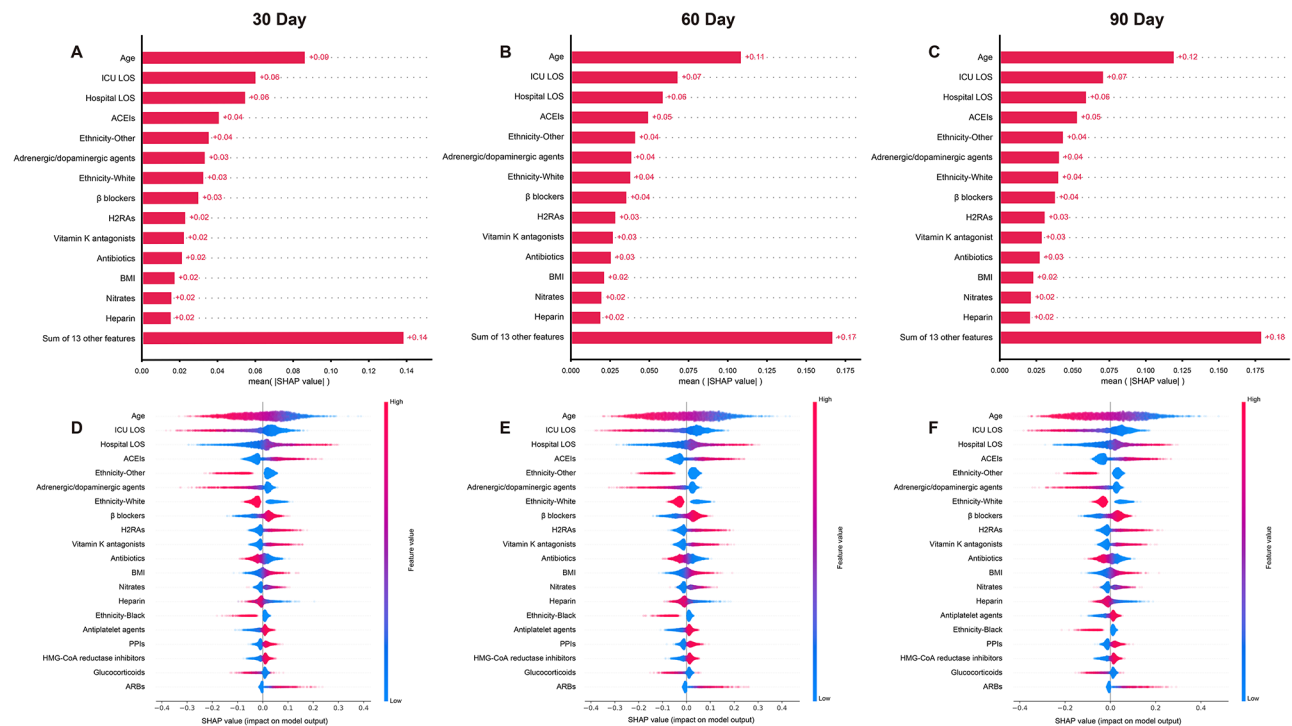 30 Day
60 Day
90 Day
A
Age
+0.09
ICU LOS
+0.06
Hospital LOS
+0.06
ACEIs
+0.04
Ethnicity-Other
+0.04
Adrenergic/dopaminergic agents
+0.03
Ethnicity-White
+0.03
β blockers
+0.03
H2RAs
+0.02
Vitamin K antagonists
+0.02
Antibiotics
+0.02
BMI
+0.02
Nitrates
+0.02
Heparin
+0.02
Sum of 13 other features
+0.14
0.00 0.02 0.04 0.06 0.08 0.10 0.12 0.14
mean( |SHAP value| )
B
Age
+0.11
ICU LOS
+0.07
Hospital LOS
+0.06
ACEIs
+0.05
Ethnicity-Other
+0.04
Adrenergic/dopaminergic agents
+0.04
Ethnicity-White
+0.04
β blockers
+0.04
H2RAs
+0.03
Vitamin K antagonists
+0.03
Antibiotics
+0.03
BMI
+0.02
Nitrates
+0.02
Heparin
+0.02
Sum of 13 other features
+0.17
0.000 0.025 0.050 0.075 0.100 0.125 0.150 0.175
mean ( |SHAP value| )
C
Age
+0.12
ICU LOS
+0.07
Hospital LOS
+0.06
ACEIs
+0.05
Ethnicity-Other
+0.04
Adrenergic/dopaminergic agents
+0.04
Ethnicity-White
+0.04
β blockers
+0.04
H2RAs
+0.03
Vitamin K antagonist
+0.03
Antibiotics
+0.03
BMI
+0.02
Nitrates
+0.02
Heparin
+0.02
Sum of 13 other features
+0.18
0.000 0.025 0.050 0.075 0.100 0.125 0.150 0.175
mean ( |SHAP value| )
D
Age
ICU LOS
Hospital LOS
ACEIs
Ethnicity-Other
Adrenergic/dopaminergic agents
Ethnicity-White
β blockers
H2RAs
Vitamin K antagonists
Antibiotics
BMI
Nitrates
Heparin
Ethnicity-Black
Antiplatelet agents
PPIs
HMG-CoA reductase inhibitors
Glucocorticoids
ARBs
−0.4 −0.3 −0.2 −0.1 0.0 0.1 0.2 0.3 0.4
SHAP value (impact on model output)
High
Feature value
Low
E
Age
ICU LOS
Hospital LOS
ACEIs
Ethnicity-Other
Adrenergic/dopaminergic agents
Ethnicity-White
β blockers
H2RAs
Vitamin K antagonists
Antibiotics
BMI
Nitrates
Heparin
Ethnicity-Black
Antiplatelet agents
PPIs
HMG-CoA reductase inhibitors
Glucocorticoids
ARBs
−0.4 −0.2 0.0 0.2 0.4
SHAP value (impact on model output)
High
Feature value
Low
F
Age
ICU LOS
Hospital LOS
ACEIs
Ethnicity-Other
Adrenergic/dopaminergic agents
Ethnicity-White
β blockers
H2RAs
Vitamin K antagonists
Antibiotics
BMI
Nitrates
Heparin
Antiplatelet agents
Ethnicity-Black
PPIs
HMG-CoA reductase inhibitors
Glucocorticoids
ARBs
−0.4 −0.2 0.0 0.2 0.4
SHAP value (impact on model output)
High
Feature value
Low